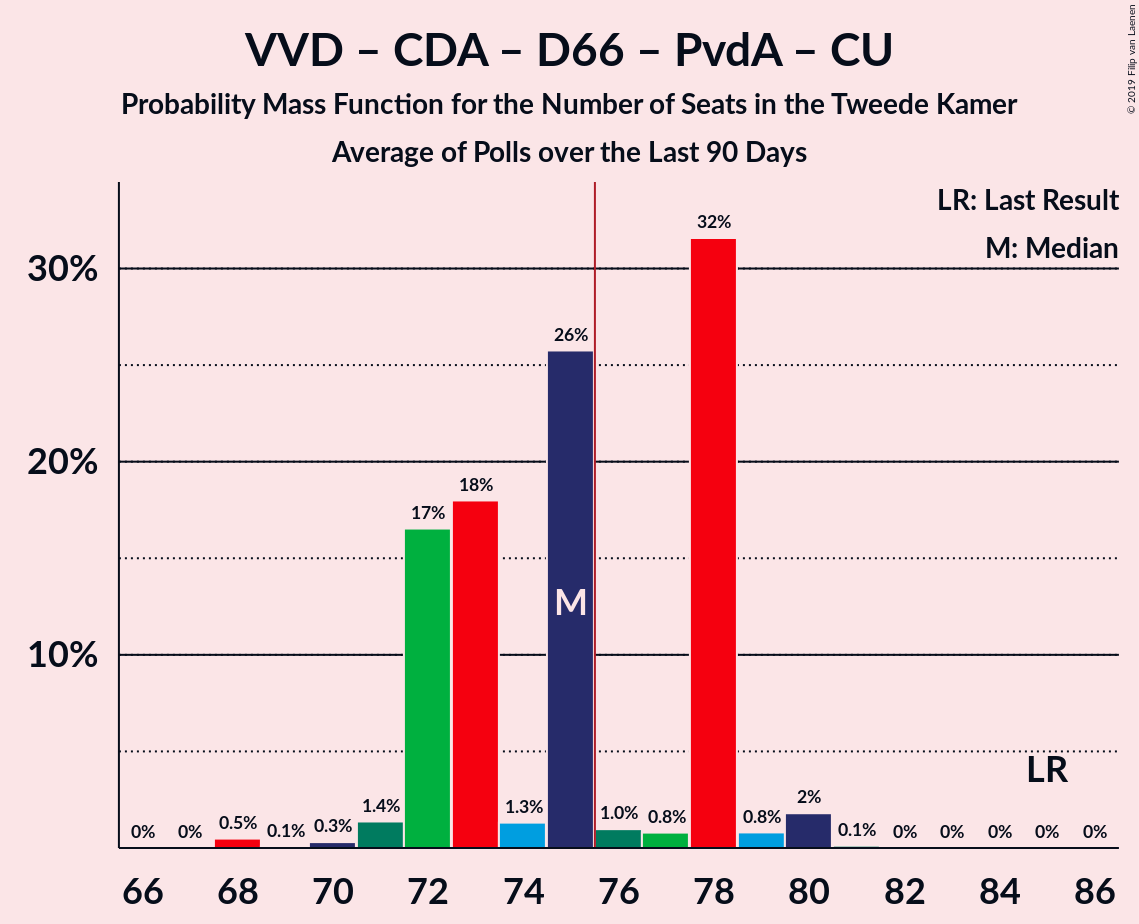 VVD – CDA – D66 – PvdA – CU
Probability Mass Function for the Number of Seats in the Tweede Kamer
Average of Polls over the Last 90 Days
© 2019 Filip van Laenen
LR: Last Result
M: Median
30%
20%
10%
0%
0%
0.5%
0.1%
0.3%
1.4%
17%
18%
1.3%
26%
1.0%
0.8%
32%
0.8%
2%
0.1%
0%
0%
0%
0%
0%
M
LR
66 68 70 72 74 76 78 80 82 84 86